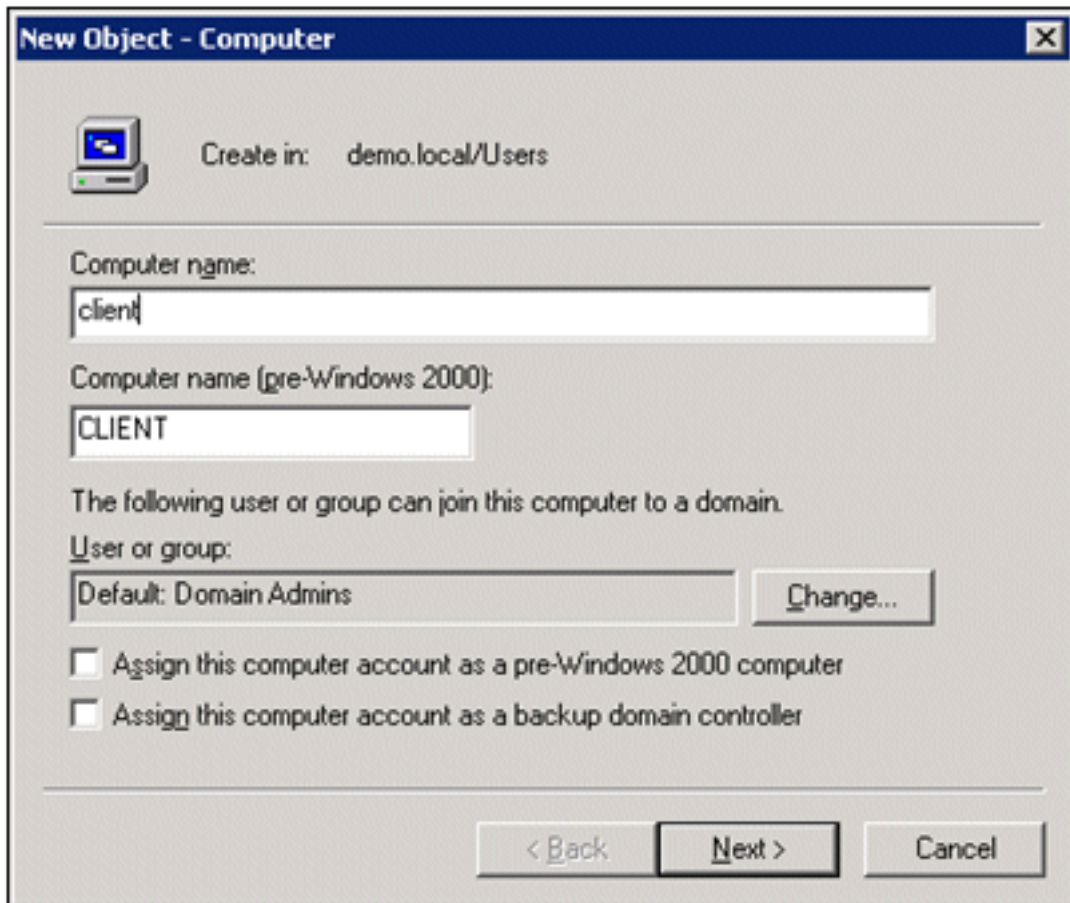 New Object - Computer
Create in: demo.local/Users
Computer name:
client
Computer name (pre-Windows 2000):
CLIENT
The following user or group can join this computer to a domain.
User or group:
Default: Domain Admins
Change...
Assign this computer account as a pre-Windows 2000 computer
Assign this computer account as a backup domain controller
< Back Next > Cancel